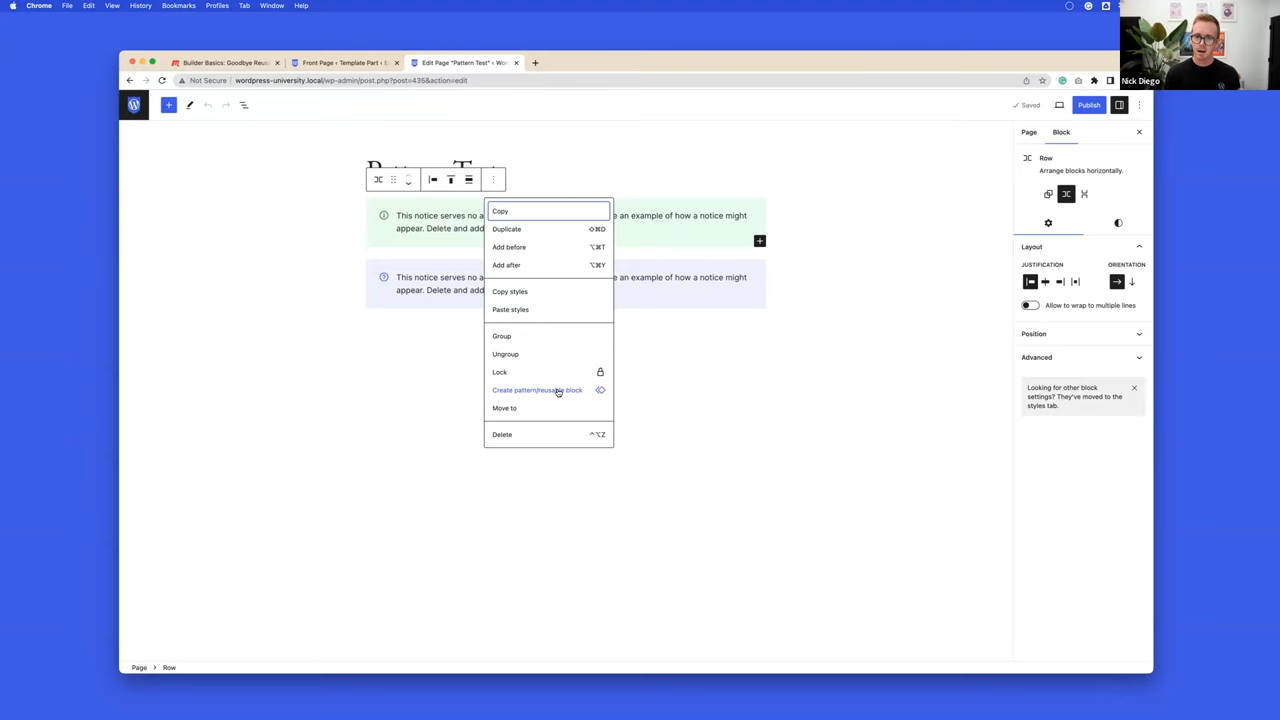 Chrome File Edit View History Bookmarks Profiles Tab Window Help
Nick Diego
Builder Basics: Goodbye Reus
Front Page ‹ Template Part ‹ E
Edit Page "Pattern Test" ‹ Wor
Not Secure wordpress-university.local/wp-admin/post.php?post=435&action=edit
Saved
Publish
Page Block
Row
Arrange blocks horizontally.
Layout
JUSTIFICATION ORIENTATION
Allow to wrap to multiple lines
Position
Advanced
Looking for other block
settings? They've moved to the
styles tab.
This notice serves no a
e an example of how a notice might
appear. Delete and add
This notice serves no a
e an example of how a notice might
appear. Delete and add
Copy
Duplicate ⇧⌘D
Add before ⌥⌘T
Add after ⌥⌘Y
Copy styles
Paste styles
Group
Ungroup
Lock
Create pattern/reusable block
Move to
Delete ⌃⌥Z
Page > Row